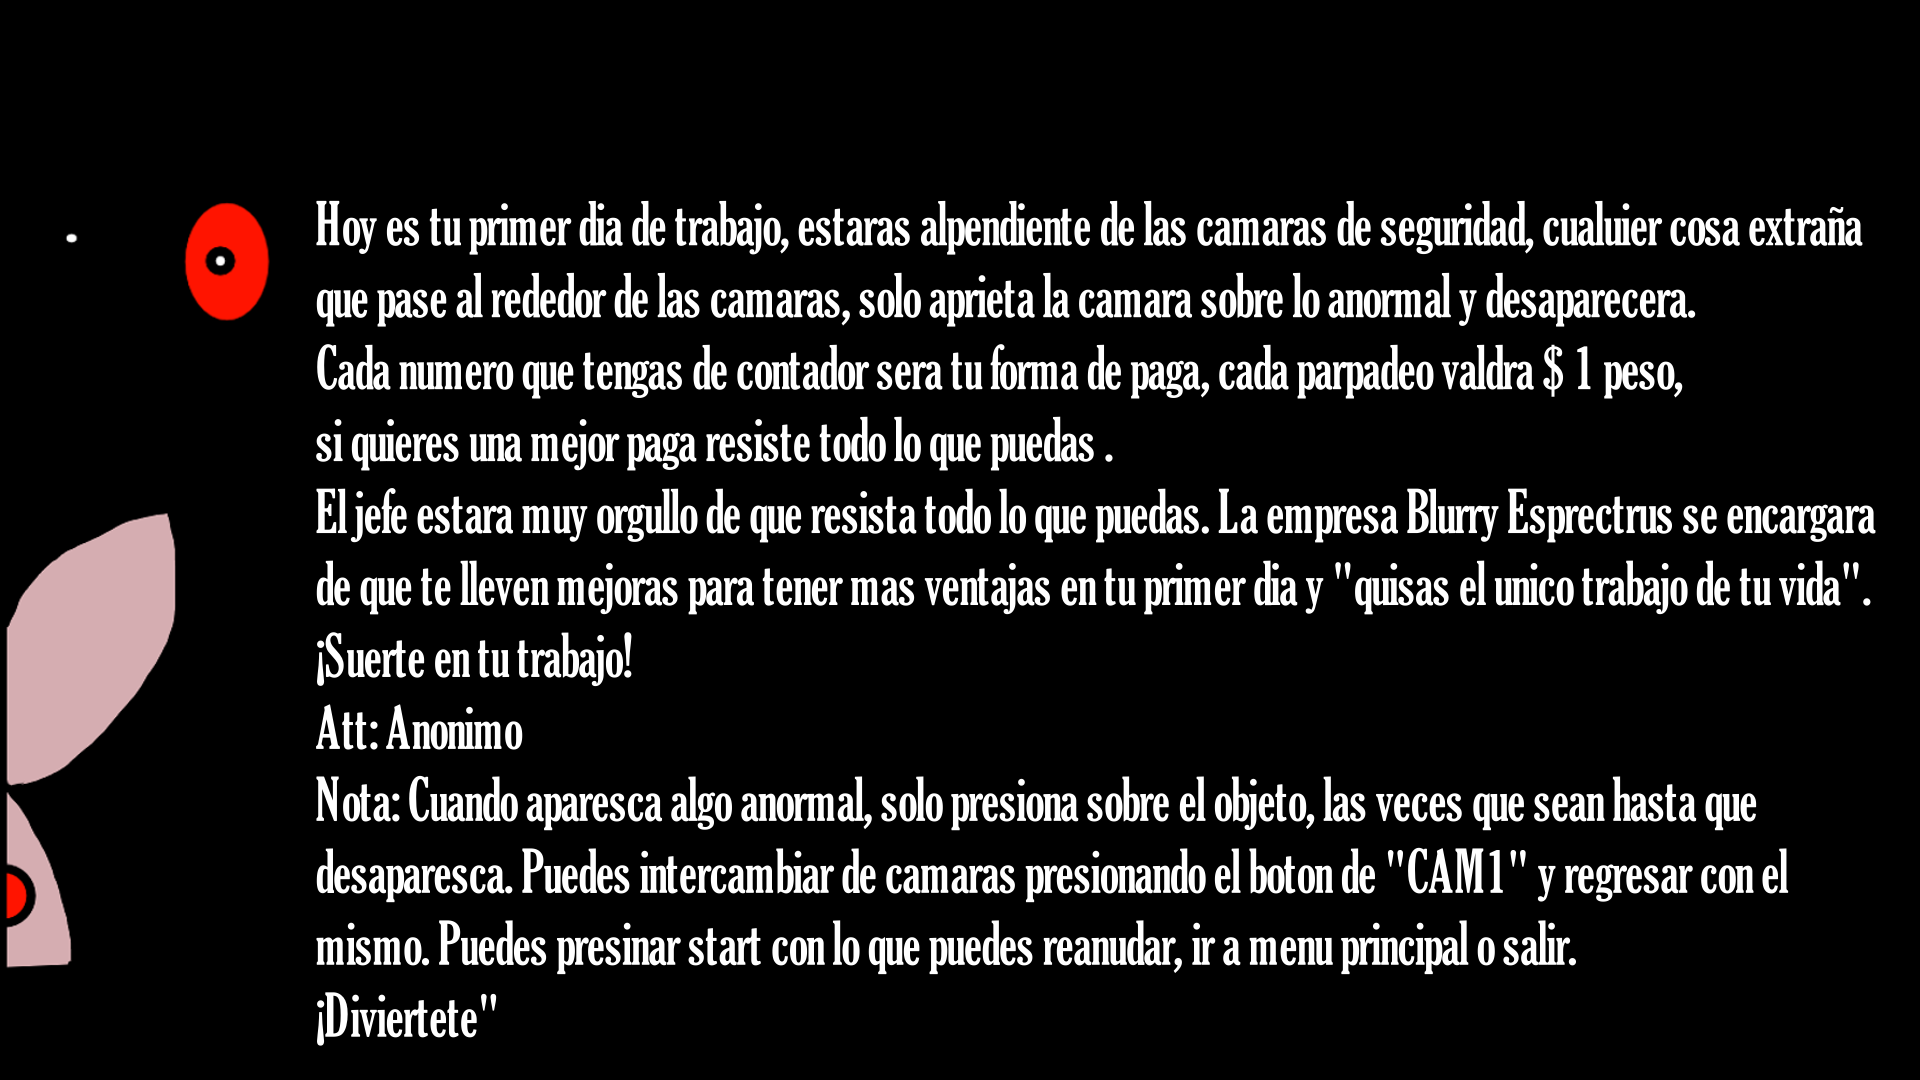 Hoy es tu primer dia de trabajo, estaras alpendiente de las camaras de seguridad, cualuier cosa extraña
que pase al rededor de las camaras, solo aprieta la camara sobre lo anormal y desaparecera.
Cada numero que tengas de contador sera tu forma de paga, cada parpadeo valdra $ 1 peso,
si quieres una mejor paga resiste todo lo que puedas .
El jefe estara muy orgullo de que resista todo lo que puedas. La empresa Blurry Esprectrus se encargara
de que te lleven mejoras para tener mas ventajas en tu primer dia y "quisas el unico trabajo de tu vida".
¡Suerte en tu trabajo!
Att: Anonimo
Nota: Cuando aparesca algo anormal, solo presiona sobre el objeto, las veces que sean hasta que
desaparesca. Puedes intercambiar de camaras presionando el boton de "CAM1" y regresar con el
mismo. Puedes presinar start con lo que puedes reanudar, ir a menu principal o salir.
¡Diviertete"